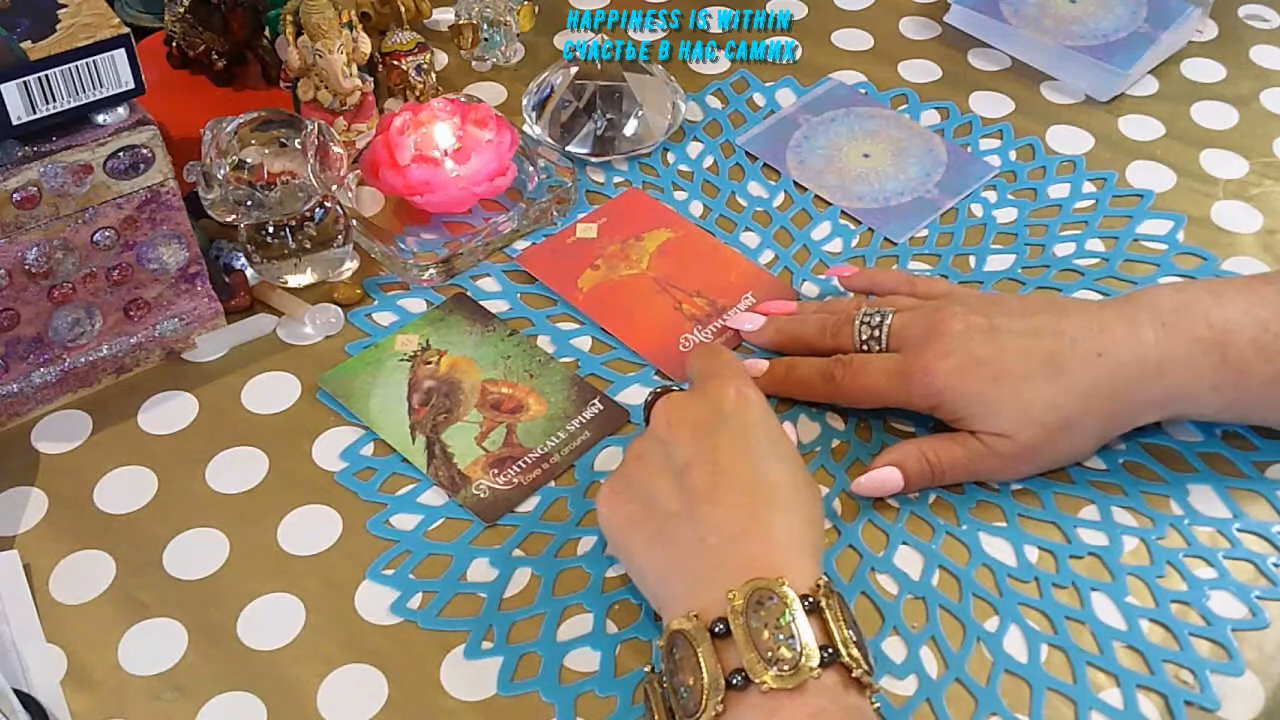 HAPPINESS IS WITHIN
СЧАСТЬЕ В НАС САМИХ
MOTH SPIRIT
NIGHTINGALE SPIRIT
Love is all around